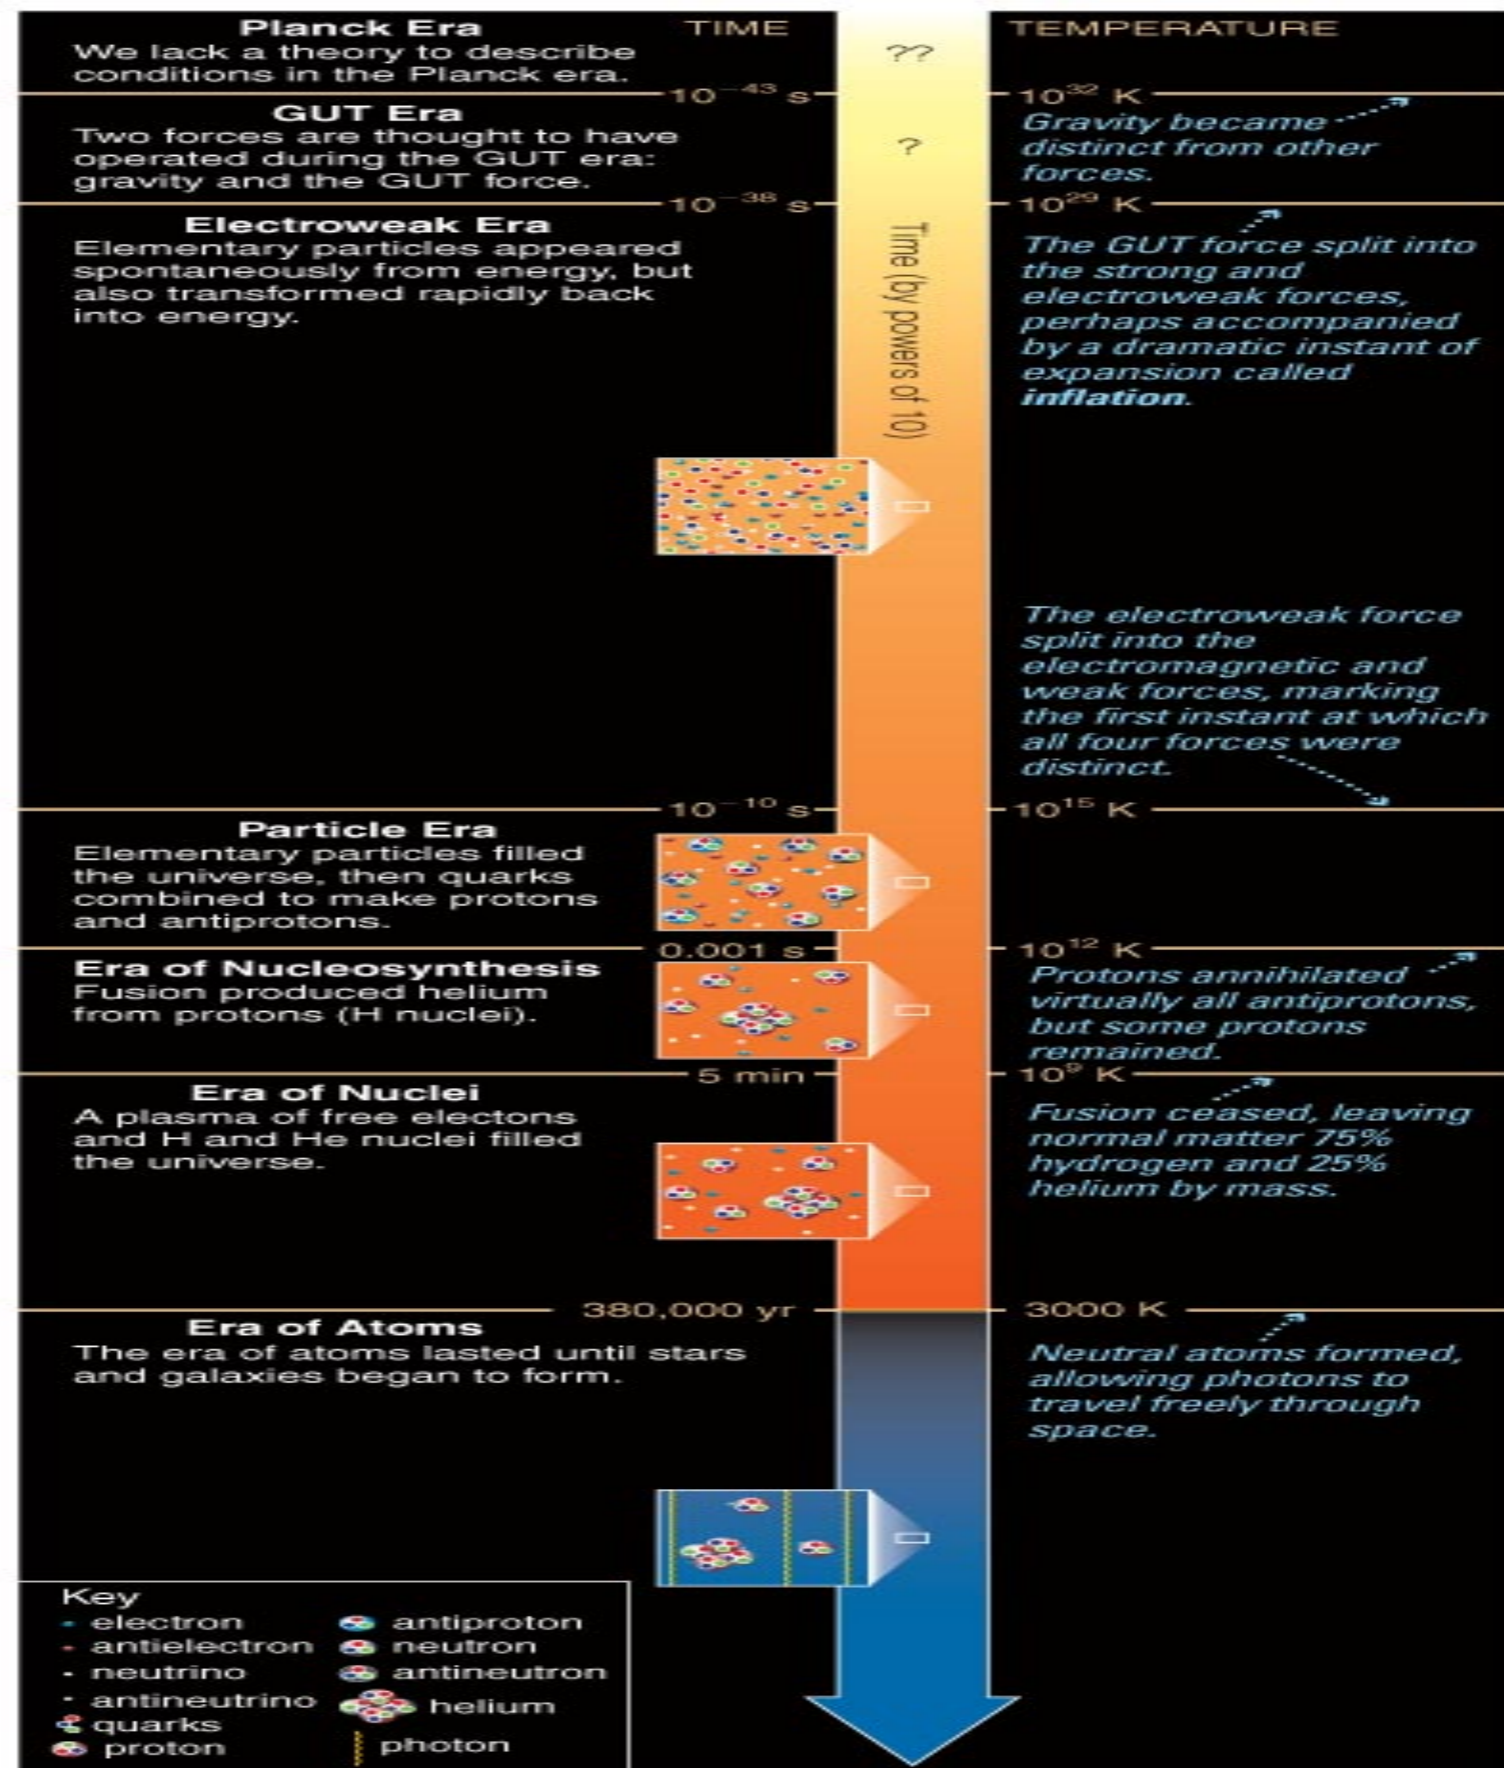 Planck Era
We lack a theory to describe
conditions in the Planck era.
TIME
??
TEMPERATURE
10⁻⁴³ s
10³² K
GUT Era
Two forces are thought to have
operated during the GUT era:
gravity and the GUT force.
?
Gravity became
distinct from other
forces.
10⁻³⁸ s
10²⁹ K
Electroweak Era
Elementary particles appeared
spontaneously from energy, but
also transformed rapidly back
into energy.
Time (by powers of 10)
The GUT force split into
the strong and
electroweak forces,
perhaps accompanied
by a dramatic instant of
expansion called
inflation.
The electroweak force
split into the
electromagnetic and
weak forces, marking
the first instant at which
all four forces were
distinct.
10⁻¹⁰ s
10¹⁵ K
Particle Era
Elementary particles filled
the universe, then quarks
combined to make protons
and antiprotons.
0.001 s
10¹² K
Era of Nucleosynthesis
Fusion produced helium
from protons (H nuclei).
Protons annihilated
virtually all antiprotons,
but some protons
remained.
5 min
10⁹ K
Era of Nuclei
A plasma of free electons
and H and He nuclei filled
the universe.
Fusion ceased, leaving
normal matter 75%
hydrogen and 25%
helium by mass.
380,000 yr
3000 K
Era of Atoms
The era of atoms lasted until stars
and galaxies began to form.
Neutral atoms formed,
allowing photons to
travel freely through
space.
Key
electron
antielectron
neutrino
antineutrino
quarks
proton
antiproton
neutron
antineutron
helium
photon